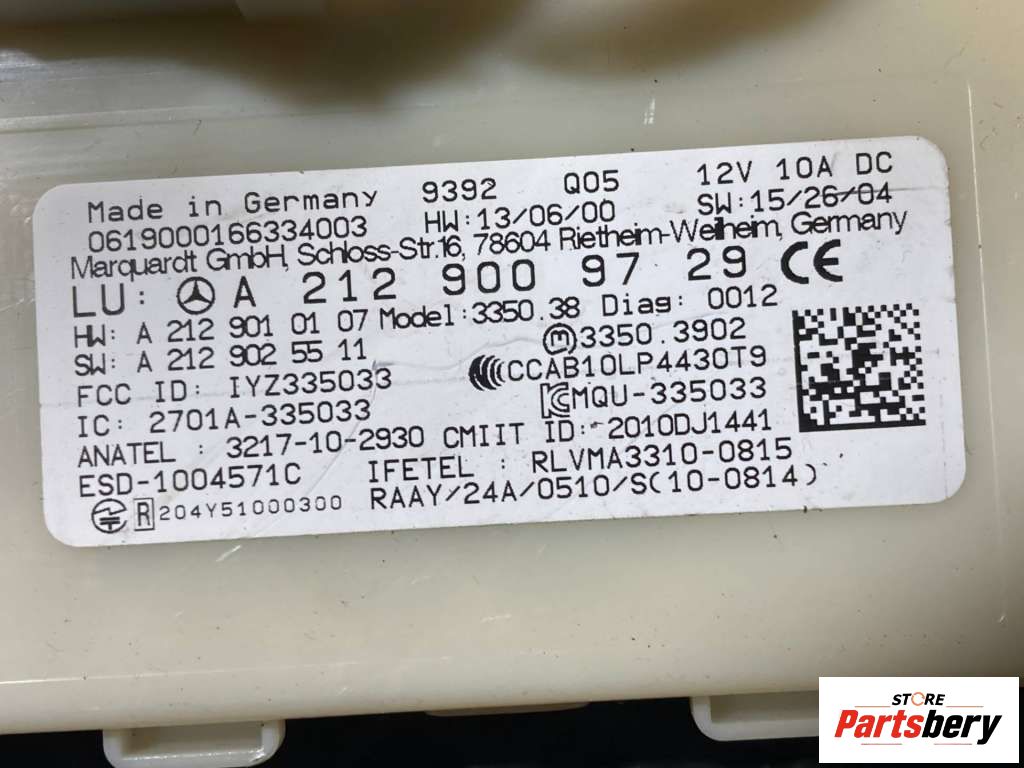 Made in Germany 9392 Q05 12V 10A DC
0619000166334003 HW:13/06/00 SW:15/26/04
Marquardt GmbH, Schloss-Str.16, 78604 Rietheim-Weilheim, Germany
LU: A 212 900 97 29 CE
HW: A 212 901 01 07 Model:3350.38 Diag: 0012
SW: A 212 902 55 11 m 3350.3902
FCC ID: IYZ335033 CCAB10LP4430T9
IC: 2701A-335033 MQU-335033
ANATEL : 3217-10-2930 CMIIT ID: 2010DJ1441
ESD-1004571C IFETEL : RLVMA3310-0815
R 204Y51000300 RAAY/24A/0510/S(10-0814)
STORE
Partsbery